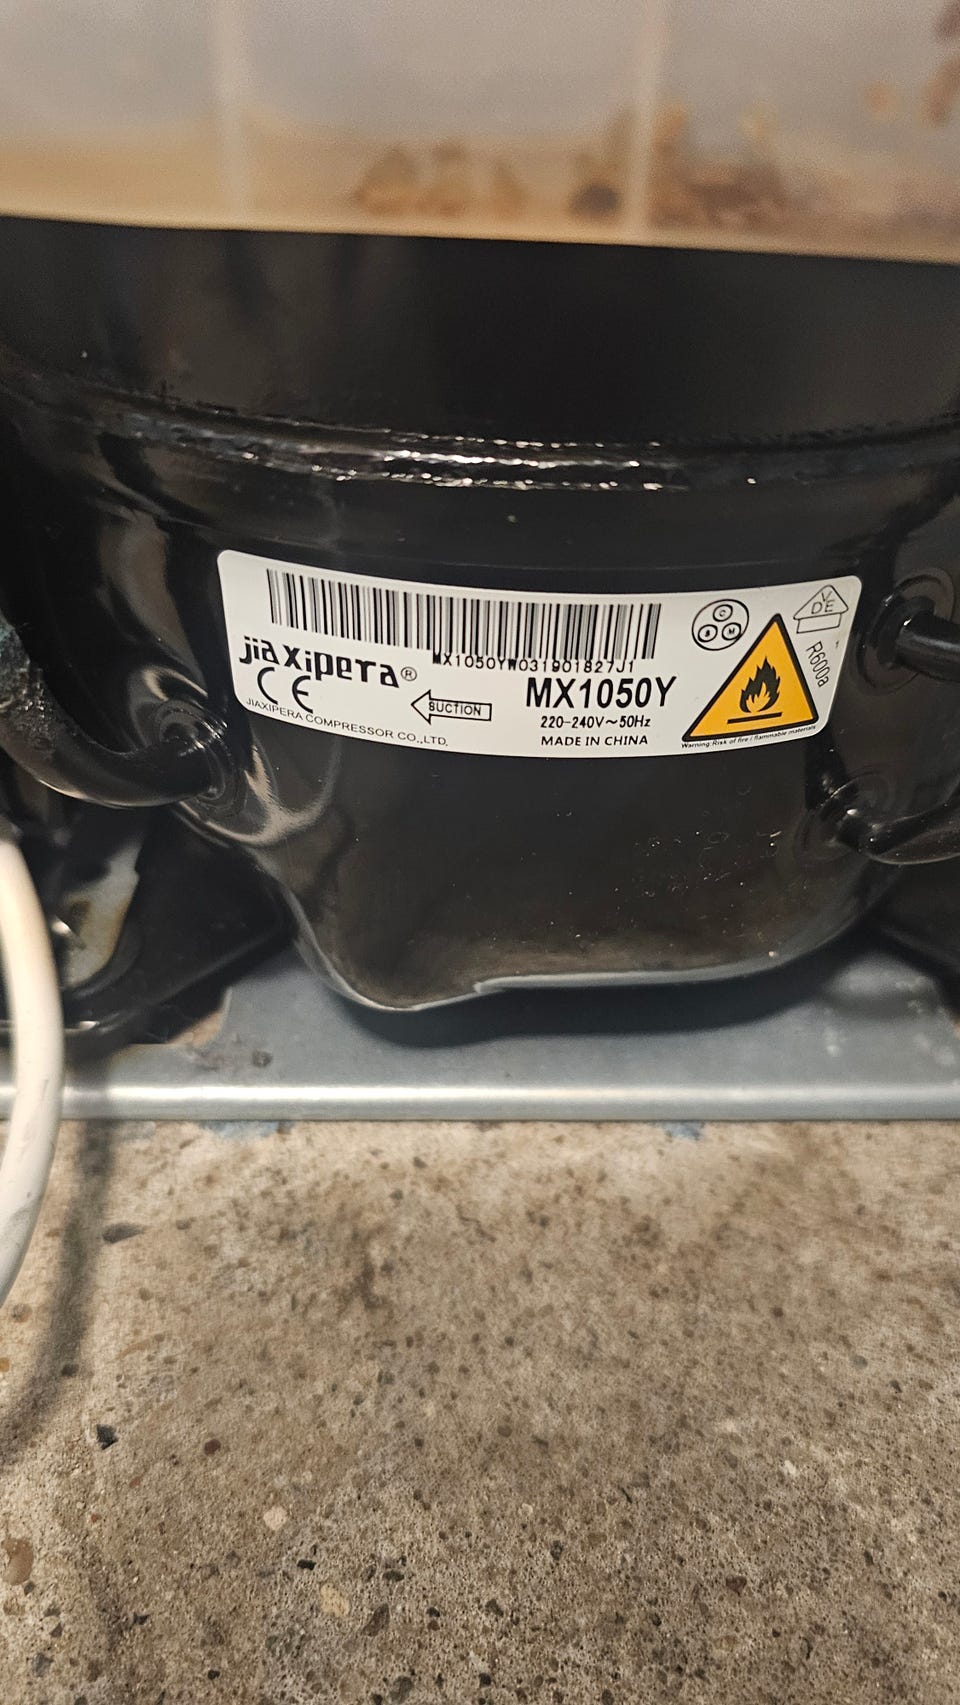 MX1050YW031901827J1
jiaxipera®
CE
JIAXIPERA COMPRESSOR CO.,LTD.
SUCTION
MX1050Y
220-240V~50Hz
MADE IN CHINA
C
S M
VDE
R600a
Warning:Risk of fire / flammable materials